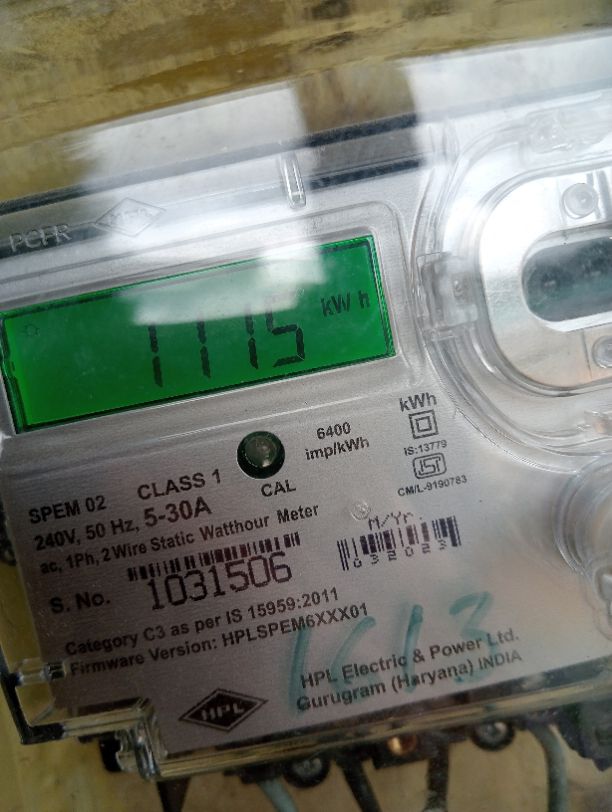 PCFR HPL
kWh
1115
6400
imp/kWh
kWh
IS:13779
ISI
CM/L-9190783
CAL
SPEM 02 CLASS 1
240V, 50 Hz, 5-30A
ac, 1Ph, 2 Wire Static Watthour Meter
M/Yr.
032023
S. No. 1031506
Category C3 as per IS 15959:2011
Firmware Version: HPLSPEM6XXX01
HPL
HPL Electric & Power Ltd.
Gurugram (Haryana) INDIA